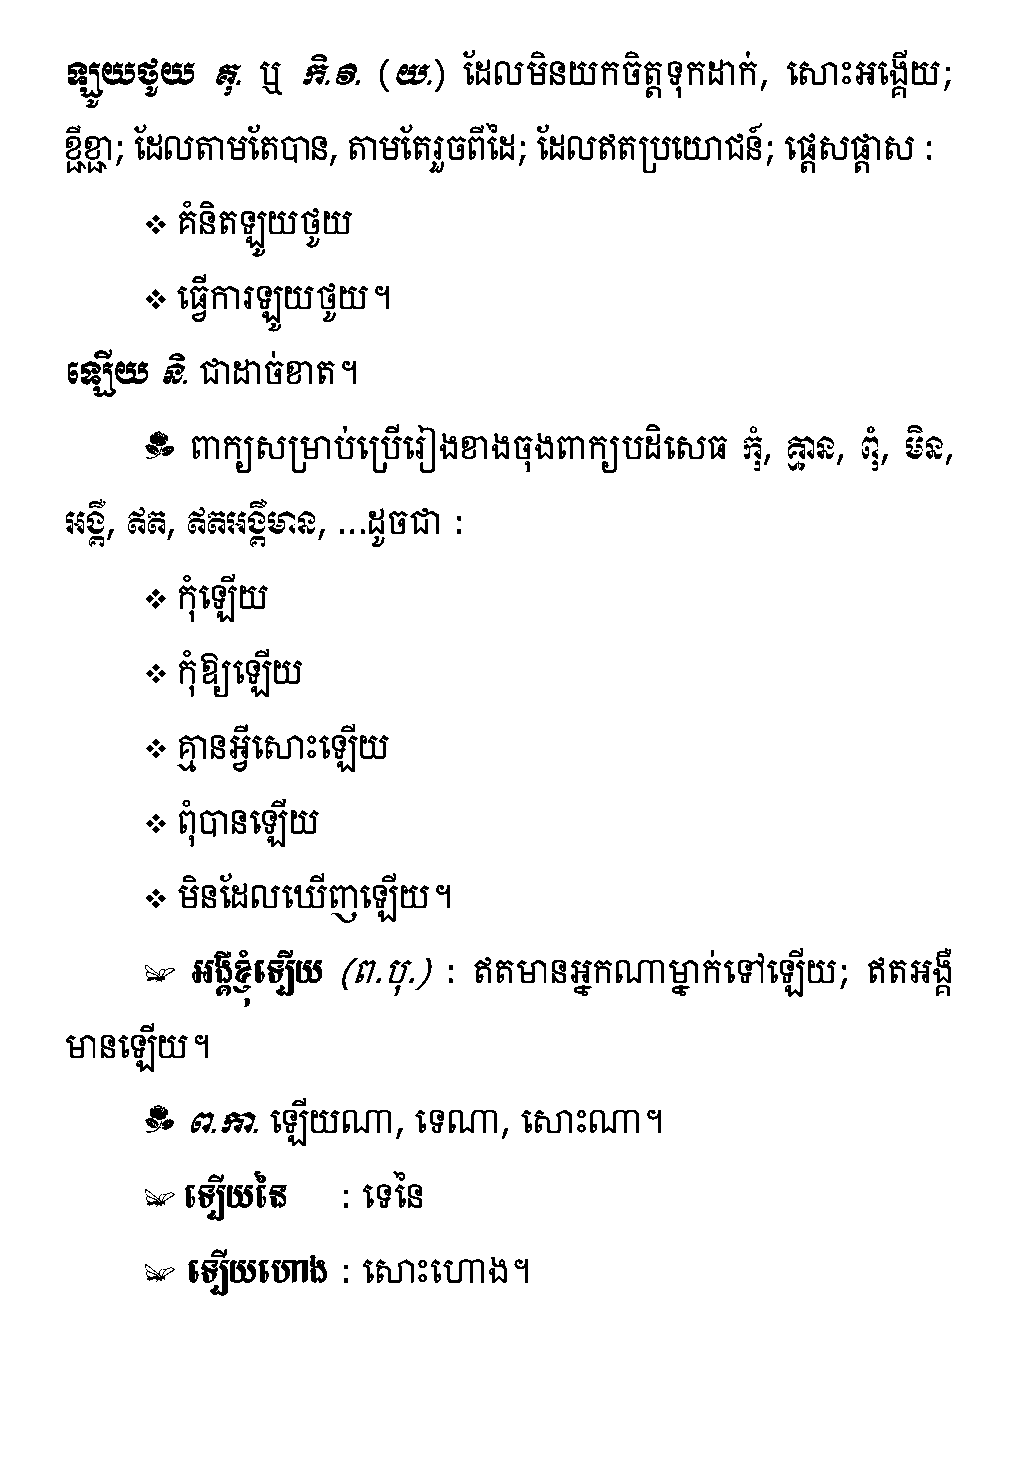 ឡូយថូយ គុ. ឬ កិ.វិ. (យ.) ដែលមិនយកចិត្តទុកដាក់, សោះអង្គើយ;
ខ្ជីខ្ជា; ដែលតាមតែបាន, តាមតែរួចពីដៃ; ដែលឥតប្រយោជន៍; ផ្ដេសផ្ដាស :
❖ គំនិតឡូយថូយ
❖ ធ្វើការឡូយថូយ។
ឡើយ និ. ជាដាច់ខាត។
ពាក្យសម្រាប់ប្រើរៀងខាងចុងពាក្យបដិសេធ កុំ, គ្មាន, ពុំ, មិន,
អង្គឺ, ឥត, ឥតអង្គឺមាន, ...ដូចជា :
❖ កុំឡើយ
❖ កុំឱ្យឡើយ
❖ គ្មានអ្វីសោះឡើយ
❖ ពុំបានឡើយ
❖ មិនដែលឃើញឡើយ។
អង្គឺខ្ញុំឡើយ (ព.បុ.) : ឥតមានអ្នកណាម្នាក់ទៅឡើយ; ឥតអង្គឺ
មានឡើយ។
ព.កា. ឡើយណា, ទេណា, សោះណា។
ឡើយនៃ : ទេនៃ
ឡើយហោង : សោះហោង។